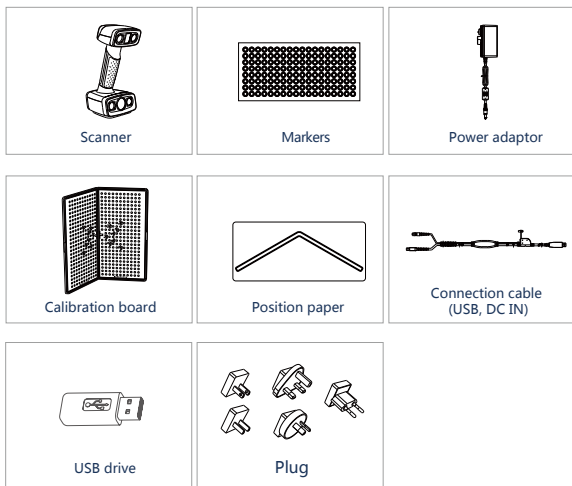 Scanner
Markers
Power adaptor
Calibration board
Position paper
Connection cable
(USB, DC IN)
USB drive
Plug